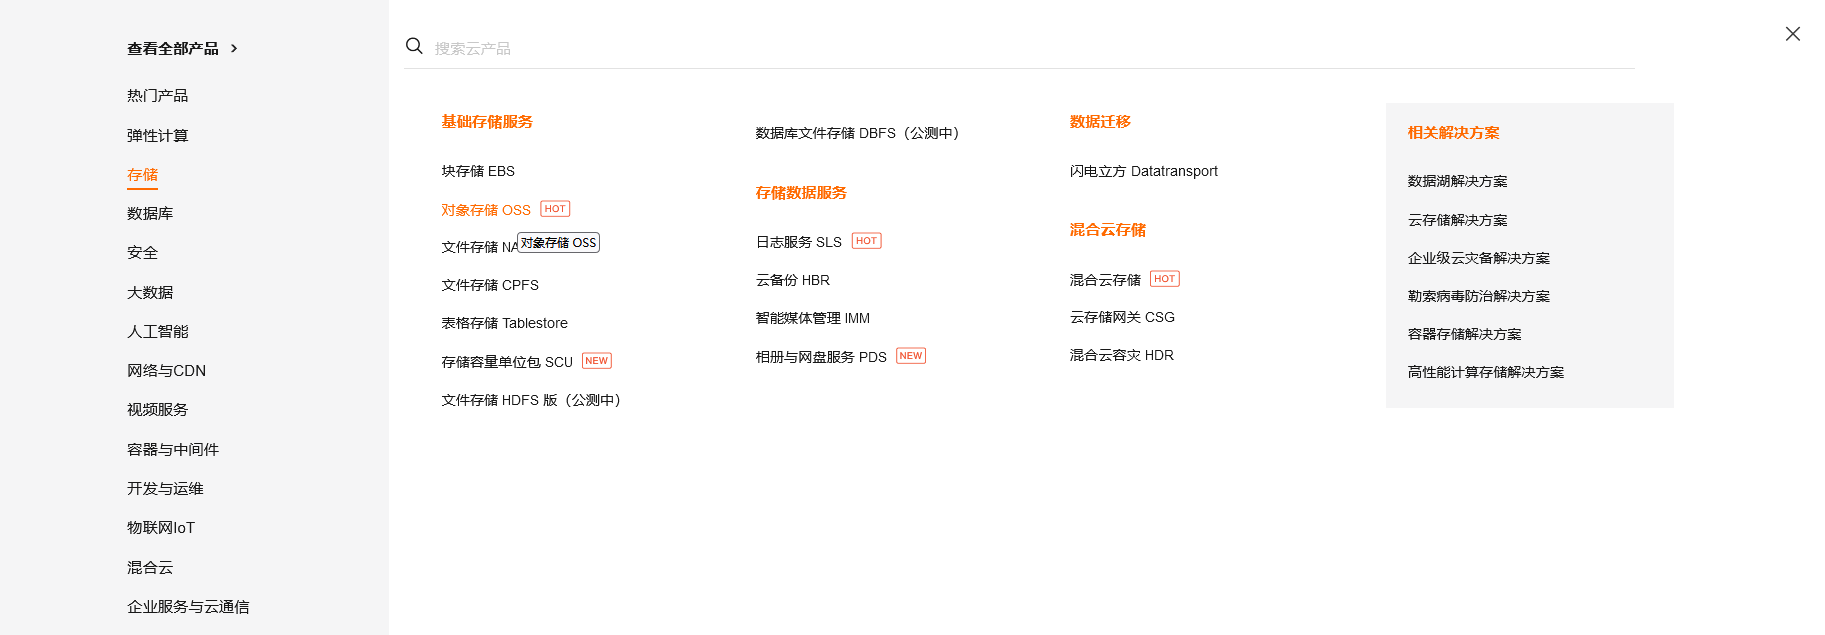 查看全部产品
热门产品
弹性计算
存储
数据库
安全
大数据
人工智能
网络与CDN
视频服务
容器与中间件
开发与运维
物联网IoT
混合云
企业服务与云通信
搜索云产品
基础存储服务
块存储 EBS
对象存储 OSS HOT
文件存储 NA
对象存储 OSS
文件存储 CPFS
表格存储 Tablestore
存储容量单位包 SCU NEW
文件存储 HDFS 版（公测中）
数据库文件存储 DBFS（公测中）
存储数据服务
日志服务 SLS HOT
云备份 HBR
智能媒体管理 IMM
相册与网盘服务 PDS NEW
数据迁移
闪电立方 Datatransport
混合云存储
混合云存储 HOT
云存储网关 CSG
混合云容灾 HDR
相关解决方案
数据湖解决方案
云存储解决方案
企业级云灾备解决方案
勒索病毒防治解决方案
容器存储解决方案
高性能计算存储解决方案